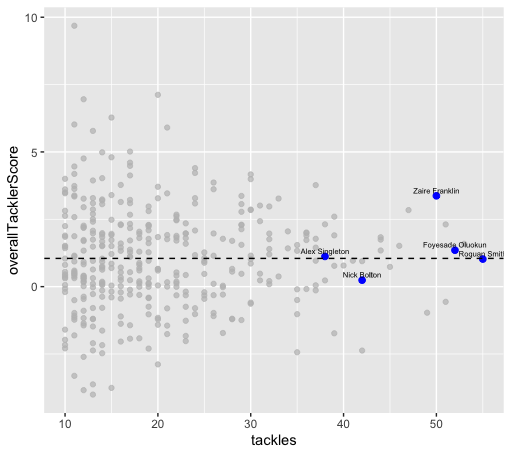 10
5
0
overallTacklerScore
Zaire Franklin
Foyesade Oluokun
Roquan Smit
Alex Singleton
Nick Bolton
10
20
30
40
50
tackles